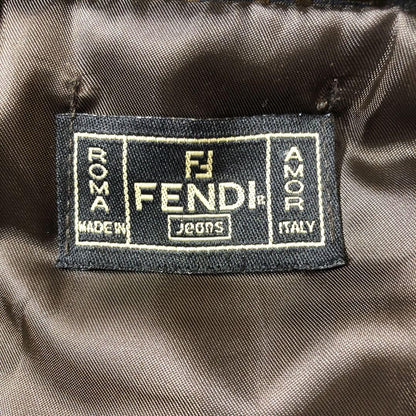 ROMA
MADE IN
FF
FENDI®
Jeans
AMOR
ITALY